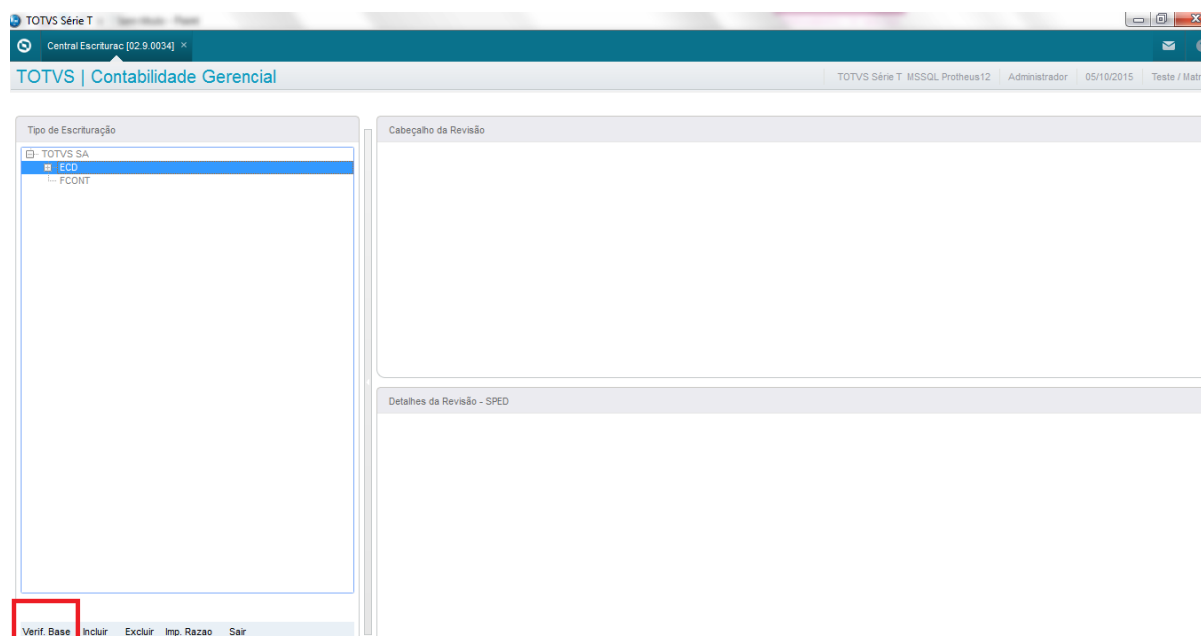 TOTVS Série T
Central Escriturac [02.9.0034] ×
TOTVS | Contabilidade Gerencial
TOTVS Série T MSSQL Protheus12 Administrador 05/10/2015 Teste / Matr
Tipo de Escrituração
TOTVS SA
ECD
FCONT
Cabeçalho da Revisão
Detalhes da Revisão - SPED
Verif. Base Incluir Excluir Imp. Razao Sair